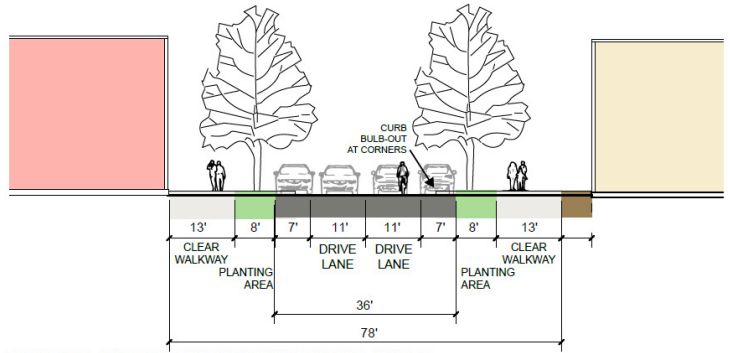 CURB
BULB-OUT
AT CORNERS
13' 8' 7' 11' 11' 7' 8' 13'
CLEAR
WALKWAY
DRIVE
LANE
DRIVE
LANE
CLEAR
WALKWAY
PLANTING
AREA
PLANTING
AREA
36'
78'